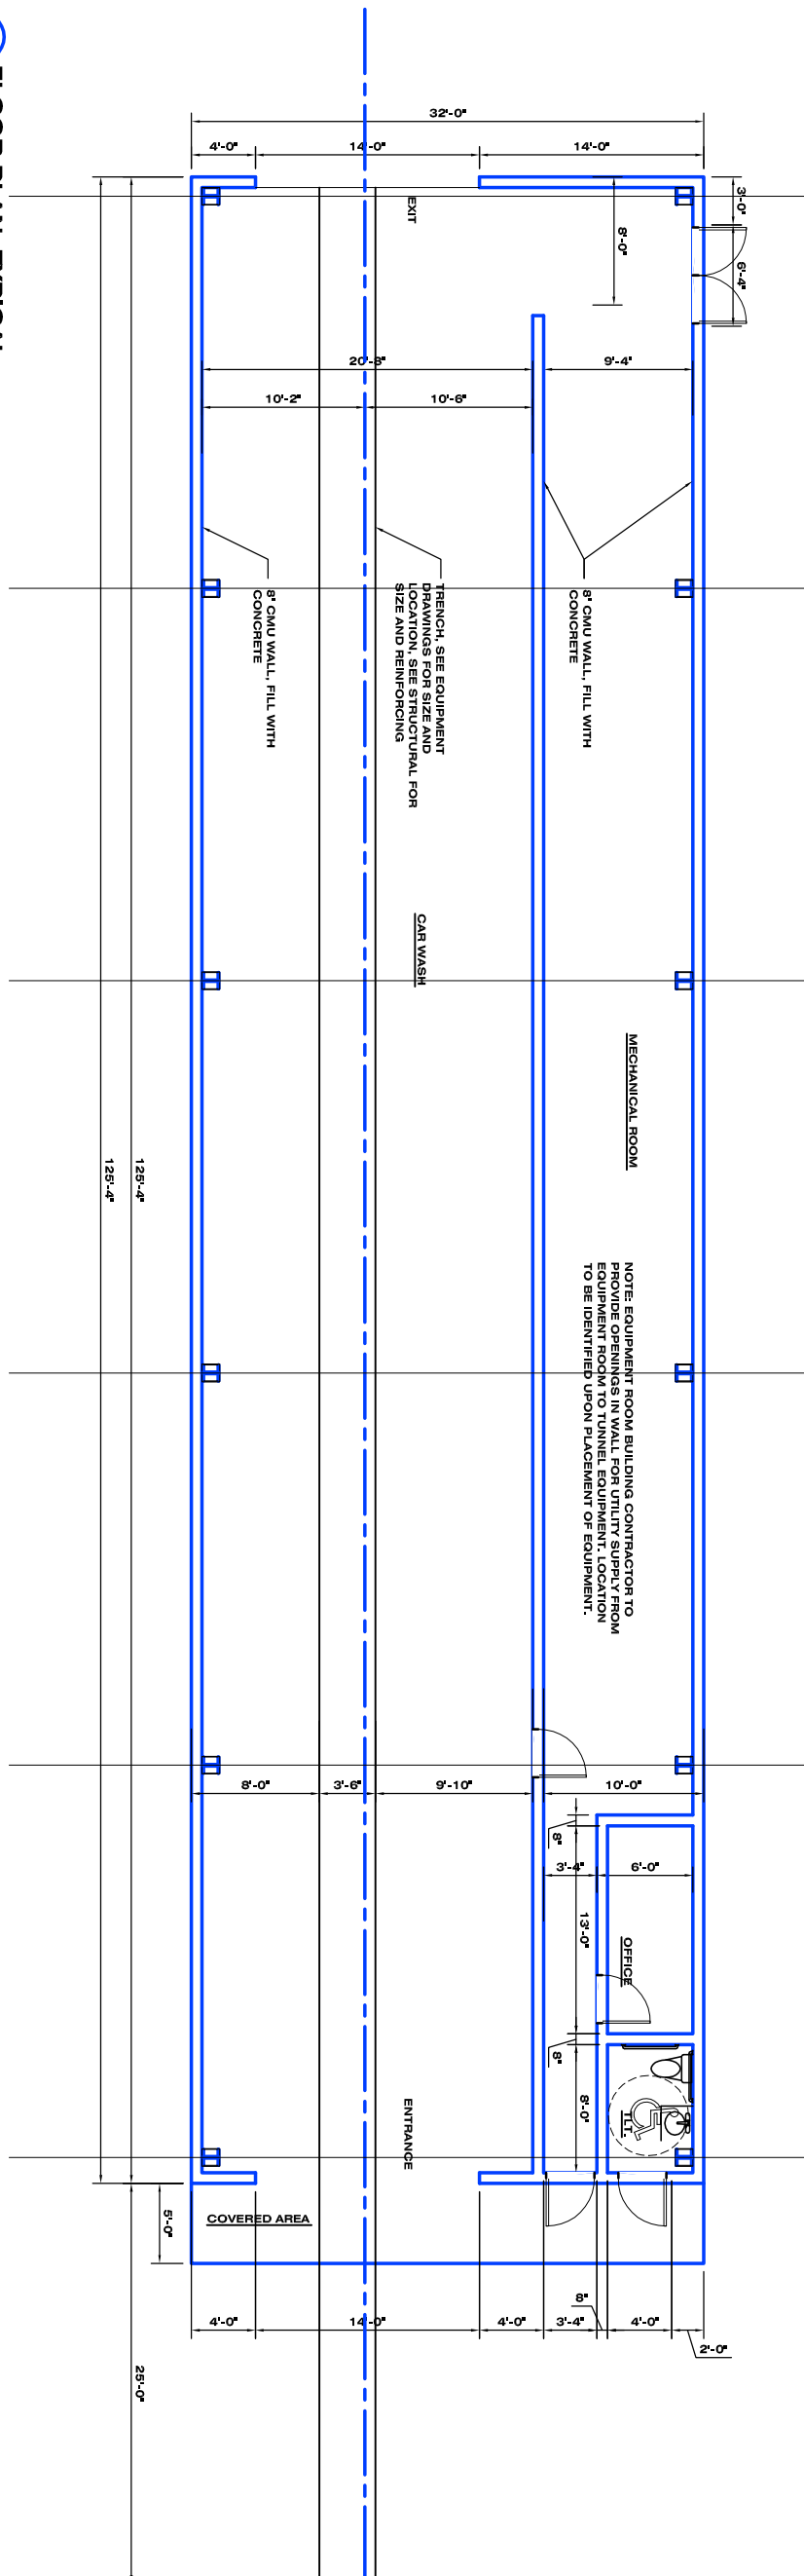 32'-0"
4'-0"
14'-0"
14'-0"
3'-0"
6'-4"
EXIT
8'-0"
20'-8"
9'-4"
10'-2"
10'-6"
8" CMU WALL, FILL WITH
CONCRETE
TRENCH, SEE EQUIPMENT
DRAWINGS FOR SIZE AND
LOCATION, SEE STRUCTURAL FOR
SIZE AND REINFORCING
8" CMU WALL, FILL WITH
CONCRETE
CAR WASH
MECHANICAL ROOM
125'-4"
125'-4"
NOTE: EQUIPMENT ROOM BUILDING CONTRACTOR TO
PROVIDE OPENINGS IN WALL FOR UTILITY SUPPLY FROM
EQUIPMENT ROOM TO TUNNEL EQUIPMENT. LOCATION
TO BE IDENTIFIED UPON PLACEMENT OF EQUIPMENT.
8'-0"
3'-6"
9'-10"
10'-0"
8"
3'-4"
6'-0"
13'-0"
OFFICE
8"
8'-0"
TLT.
ENTRANCE
COVERED AREA
5'-0"
4'-0"
14'-0"
4'-0"
3'-4"
8"
4'-0"
2'-0"
25'-0"